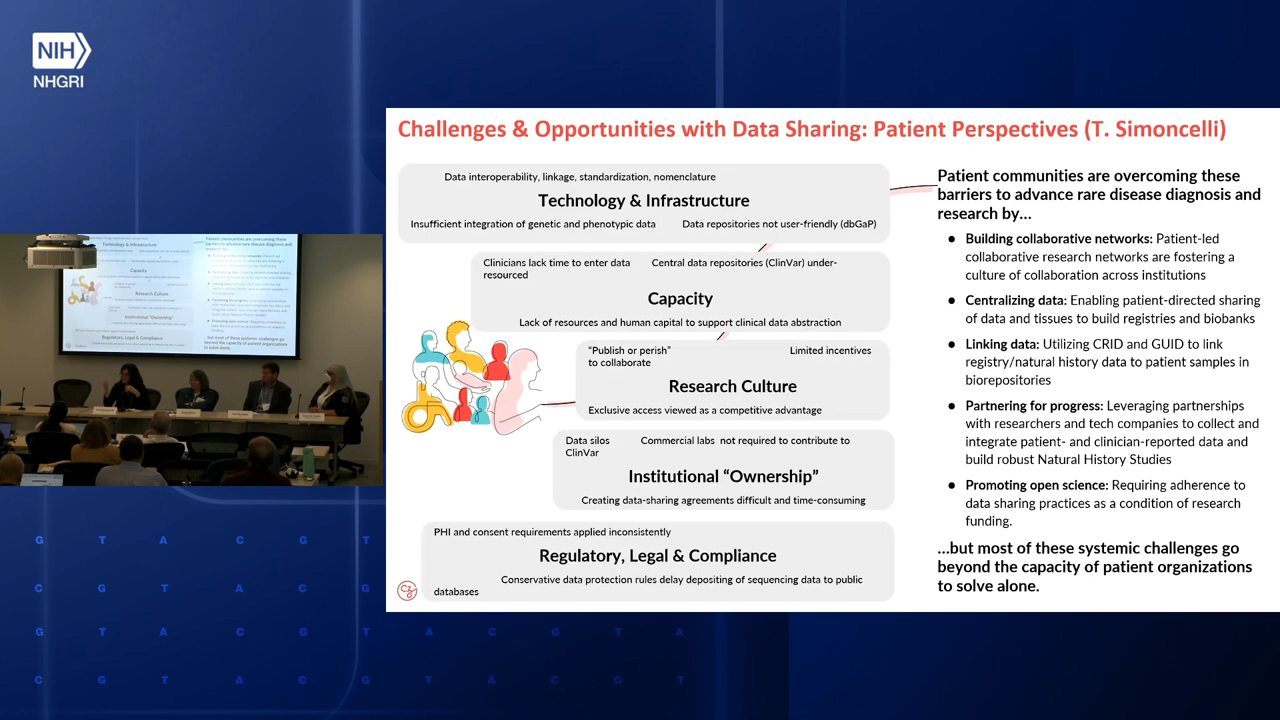 NIH
NHGRI
Challenges & Opportunities with Data Sharing: Patient Perspectives (T. Simoncelli)
Data interoperability, linkage, standardization, nomenclature
Technology & Infrastructure
Insufficient integration of genetic and phenotypic data Data repositories not user-friendly (dbGaP)
Clinicians lack time to enter data Central data repositories (ClinVar) under-
resourced
Capacity
Lack of resources and human capital to support clinical data abstraction
"Publish or perish" Limited incentives
to collaborate
Research Culture
Exclusive access viewed as a competitive advantage
Data silos Commercial labs not required to contribute to
ClinVar
Institutional “Ownership”
Creating data-sharing agreements difficult and time-consuming
PHI and consent requirements applied inconsistently
Regulatory, Legal & Compliance
Conservative data protection rules delay depositing of sequencing data to public
databases
CZI
Patient communities are overcoming these
barriers to advance rare disease diagnosis and
research by...
● Building collaborative networks: Patient-led
collaborative research networks are fostering a
culture of collaboration across institutions
● Centralizing data: Enabling patient-directed sharing
of data and tissues to build registries and biobanks
● Linking data: Utilizing CRID and GUID to link
registry/natural history data to patient samples in
biorepositories
● Partnering for progress: Leveraging partnerships
with researchers and tech companies to collect and
integrate patient- and clinician-reported data and
build robust Natural History Studies
● Promoting open science: Requiring adherence to
data sharing practices as a condition of research
funding.
...but most of these systemic challenges go
beyond the capacity of patient organizations
to solve alone.
Technology & Infrastructure
Capacity
Research Culture
Institutional "Ownership"
Regulatory, Legal & Compliance
G T A C G T
C G T A C G
G T A C G T A C G T A
C G T A C G T A C G T